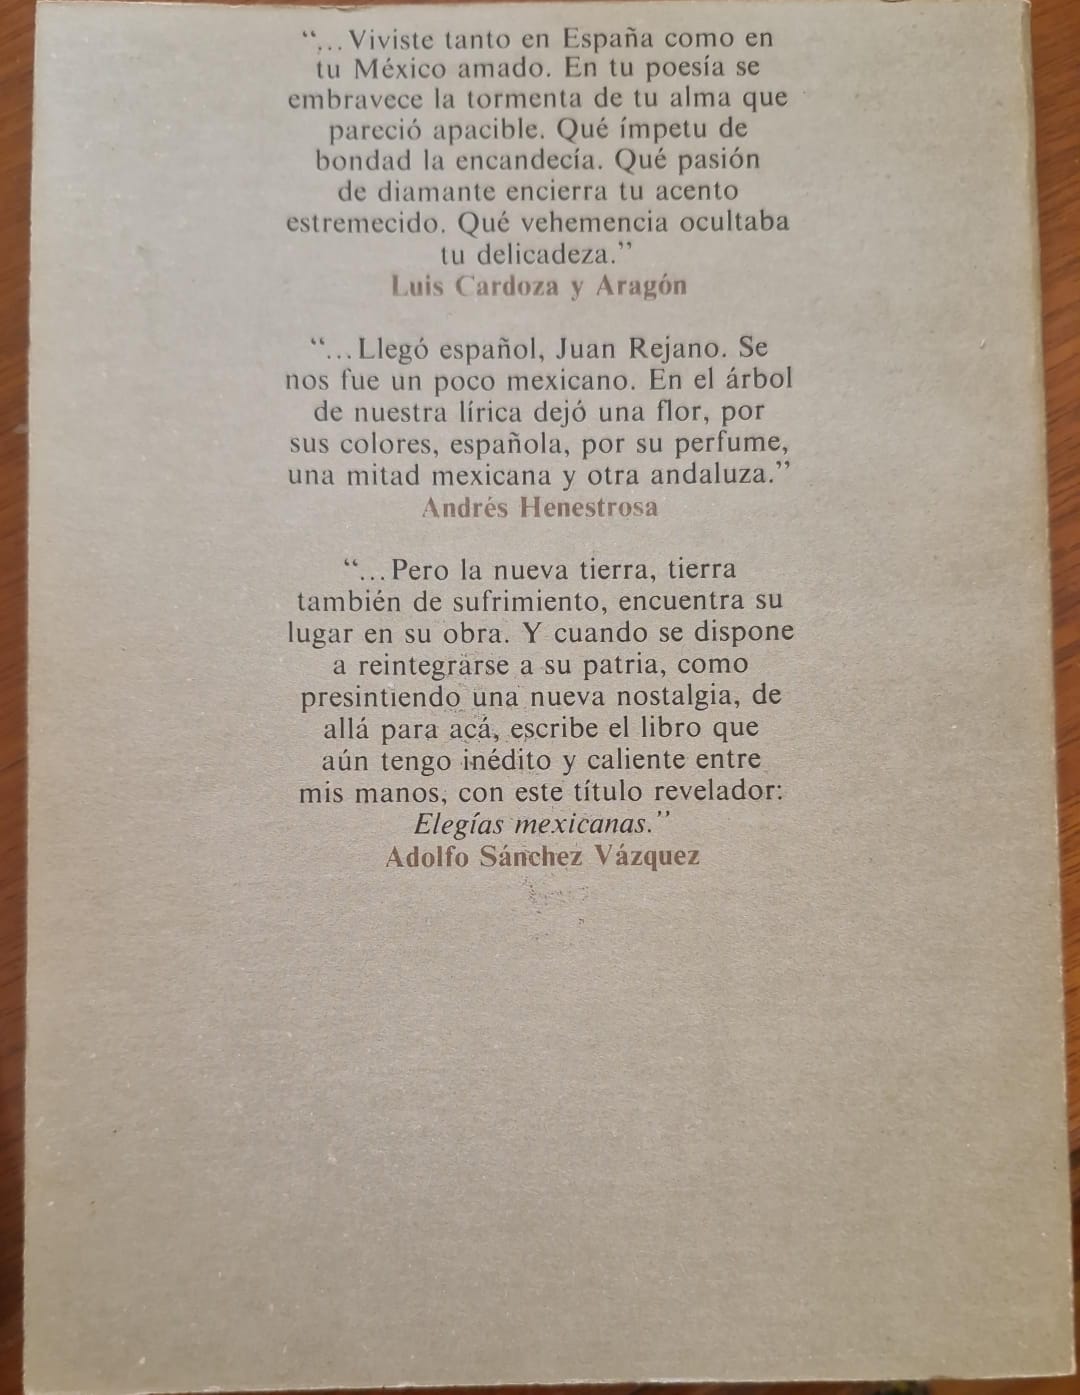 “... Viviste tanto en España como en
tu México amado. En tu poesía se
embravece la tormenta de tu alma que
pareció apacible. Qué ímpetu de
bondad la encandecía. Qué pasión
de diamante encierra tu acento
estremecido. Qué vehemencia ocultaba
tu delicadeza.”
Luis Cardoza y Aragón
“... Llegó español, Juan Rejano. Se
nos fue un poco mexicano. En el árbol
de nuestra lírica dejó una flor, por
sus colores, española, por su perfume,
una mitad mexicana y otra andaluza.”
Andrés Henestrosa
“... Pero la nueva tierra, tierra
también de sufrimiento, encuentra su
lugar en su obra. Y cuando se dispone
a reintegrarse a su patria, como
presintiendo una nueva nostalgia, de
allá para acá, escribe el libro que
aún tengo inédito y caliente entre
mis manos, con este título revelador:
Elegías mexicanas.”
Adolfo Sánchez Vázquez